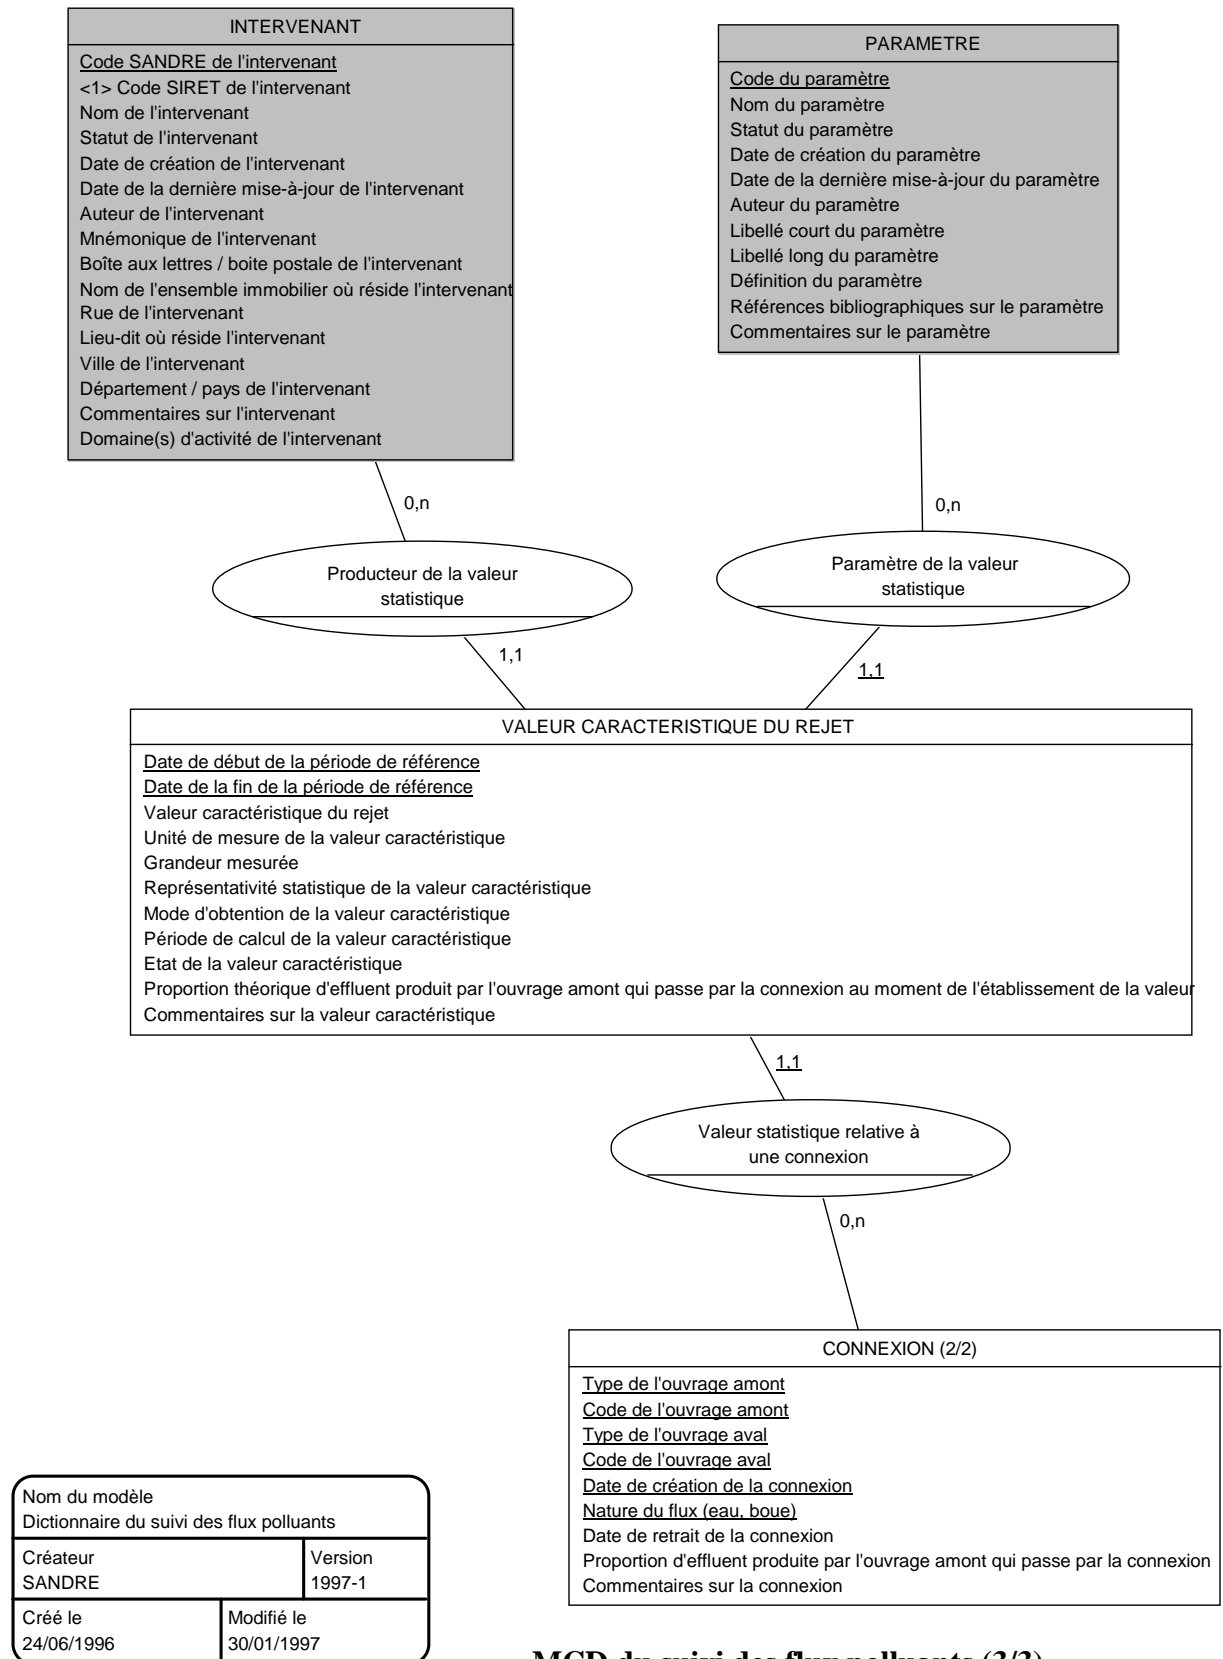 INTERVENANT
Code SANDRE de l'intervenant
<1> Code SIRET de l'intervenant
Nom de l'intervenant
Statut de l'intervenant
Date de création de l'intervenant
Date de la dernière mise-à-jour de l'intervenant
Auteur de l'intervenant
Mnémonique de l'intervenant
Boîte aux lettres / boite postale de l'intervenant
Nom de l'ensemble immobilier où réside l'intervenant
Rue de l'intervenant
Lieu-dit où réside l'intervenant
Ville de l'intervenant
Département / pays de l'intervenant
Commentaires sur l'intervenant
Domaine(s) d'activité de l'intervenant
PARAMETRE
Code du paramètre
Nom du paramètre
Statut du paramètre
Date de création du paramètre
Date de la dernière mise-à-jour du paramètre
Auteur du paramètre
Libellé court du paramètre
Libellé long du paramètre
Définition du paramètre
Références bibliographiques sur le paramètre
Commentaires sur le paramètre
0,n
0,n
Producteur de la valeur
statistique
Paramètre de la valeur
statistique
1,1
1,1
VALEUR CARACTERISTIQUE DU REJET
Date de début de la période de référence
Date de la fin de la période de référence
Valeur caractéristique du rejet
Unité de mesure de la valeur caractéristique
Grandeur mesurée
Représentativité statistique de la valeur caractéristique
Mode d'obtention de la valeur caractéristique
Période de calcul de la valeur caractéristique
Etat de la valeur caractéristique
Proportion théorique d'effluent produit par l'ouvrage amont qui passe par la connexion au moment de l'établissement de la valeur
Commentaires sur la valeur caractéristique
1,1
Valeur statistique relative à
une connexion
0,n
CONNEXION (2/2)
Type de l'ouvrage amont
Code de l'ouvrage amont
Type de l'ouvrage aval
Code de l'ouvrage aval
Date de création de la connexion
Nature du flux (eau, boue)
Date de retrait de la connexion
Proportion d'effluent produite par l'ouvrage amont qui passe par la connexion
Commentaires sur la connexion
Nom du modèle
Dictionnaire du suivi des flux polluants
Créateur
SANDRE
Version
1997-1
Créé le
24/06/1996
Modifié le
30/01/1997
MCD du suivi des flux polluants (3/3)